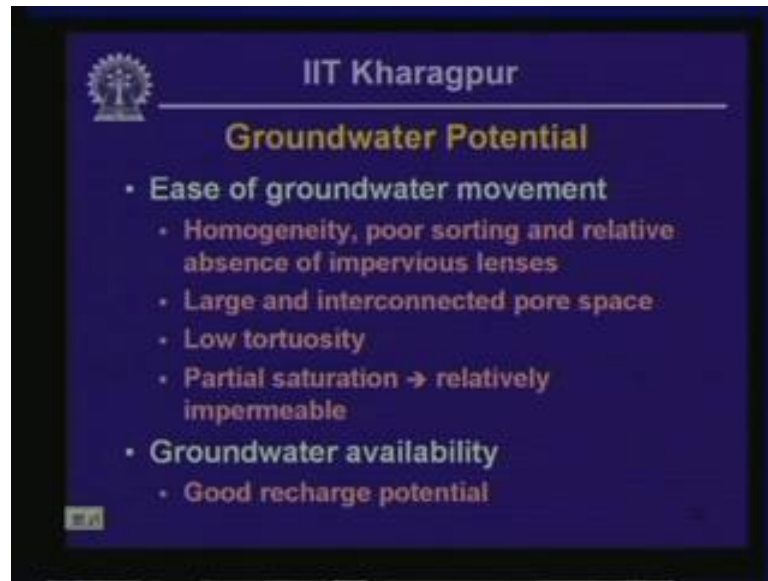 IIT Kharagpur
Groundwater Potential
• Ease of groundwater movement
• Homogeneity, poor sorting and relative
absence of impervious lenses
• Large and interconnected pore space
• Low tortuosity
• Partial saturation → relatively
impermeable
• Groundwater availability
• Good recharge potential